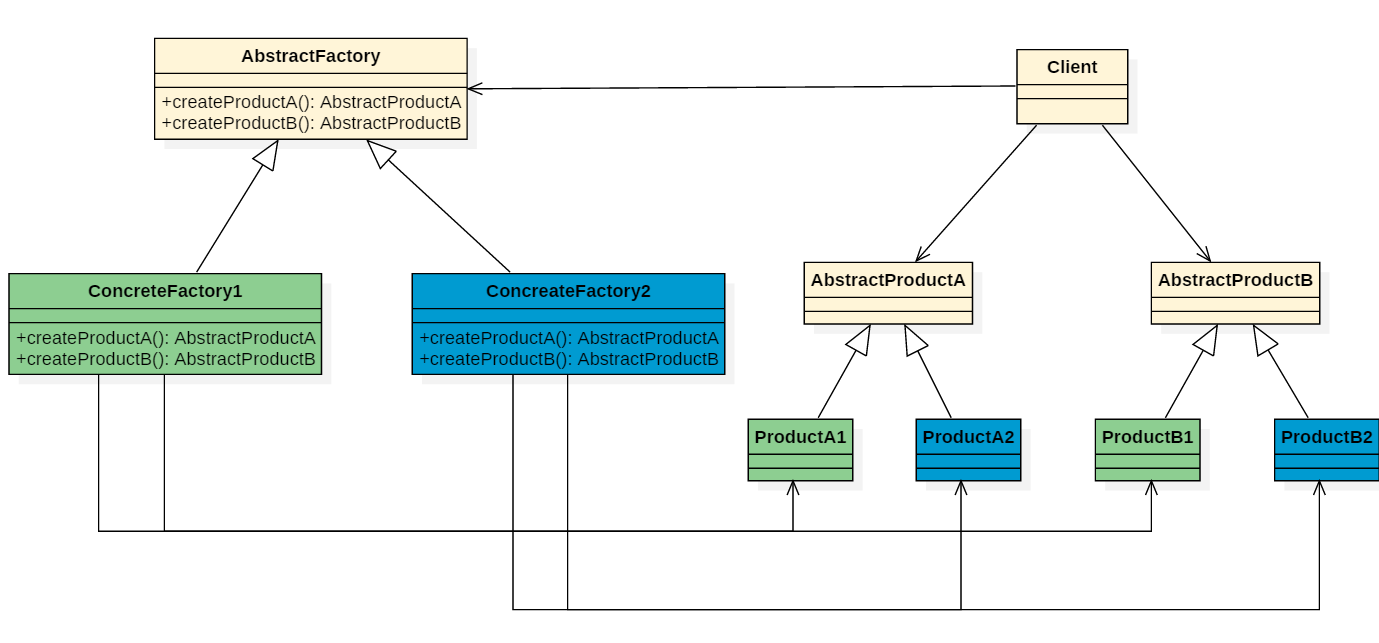 AbstractFactory
+createProductA(): AbstractProductA
+createProductB(): AbstractProductB
Client
ConcreteFactory1
+createProductA(): AbstractProductA
+createProductB(): AbstractProductB
ConcreateFactory2
+createProductA(): AbstractProductA
+createProductB(): AbstractProductB
AbstractProductA
AbstractProductB
ProductA1
ProductA2
ProductB1
ProductB2